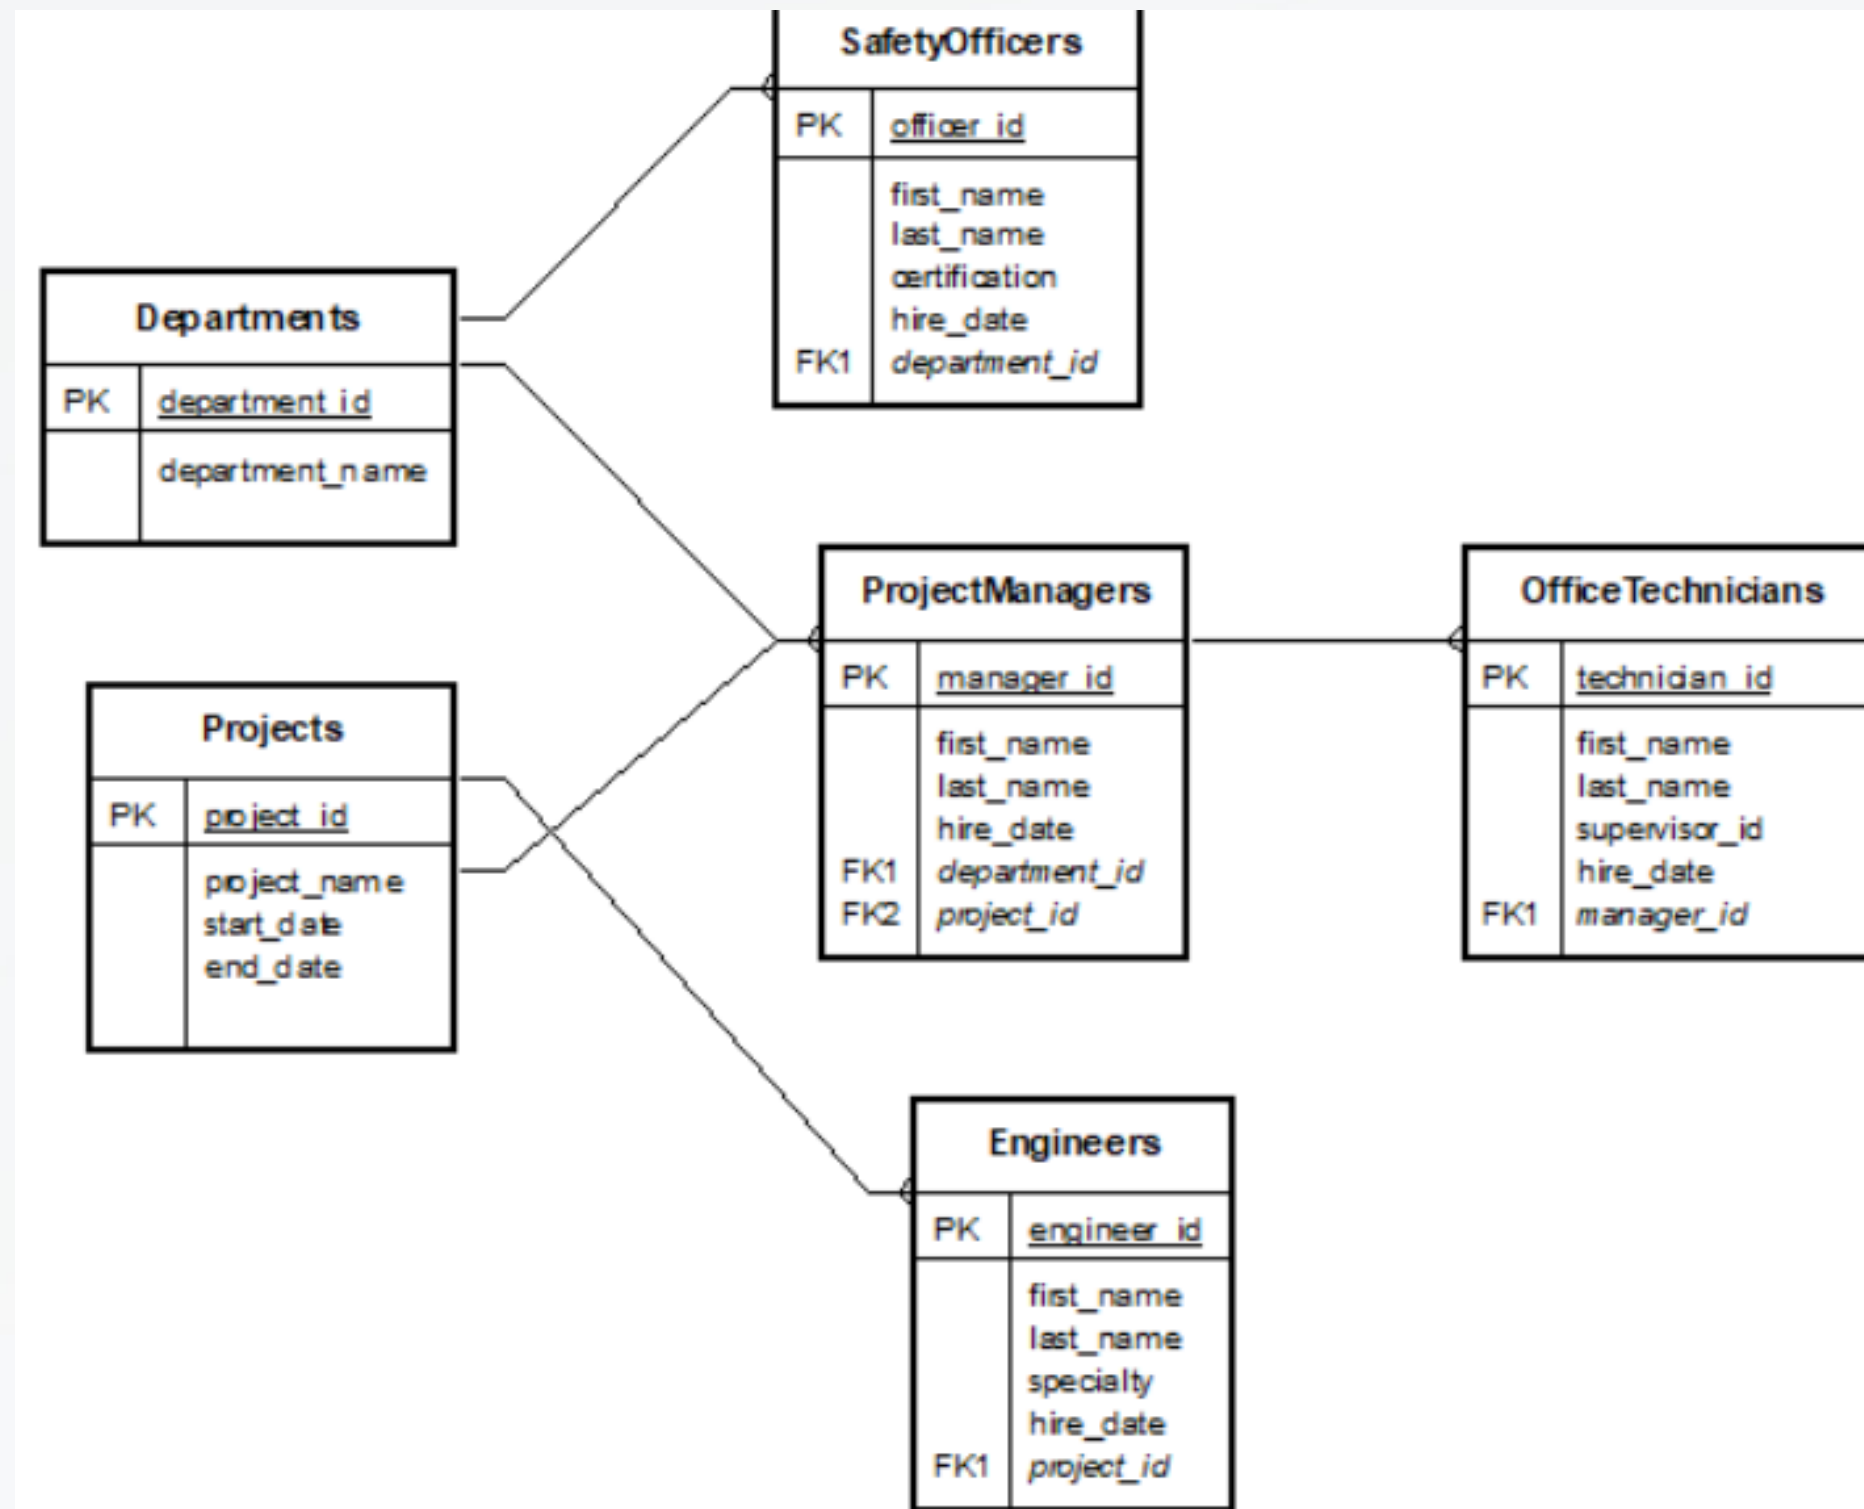 SafetyOfficers
PK officer_id
first_name
last_name
certification
hire_date
FK1 department_id
Departments
PK department_id
department_name
ProjectManagers
PK manager_id
first_name
last_name
hire_date
FK1 department_id
FK2 project_id
OfficeTechnicians
PK technician_id
first_name
last_name
supervisor_id
hire_date
FK1 manager_id
Projects
PK project_id
project_name
start_date
end_date
Engineers
PK engineer_id
first_name
last_name
specialty
hire_date
FK1 project_id